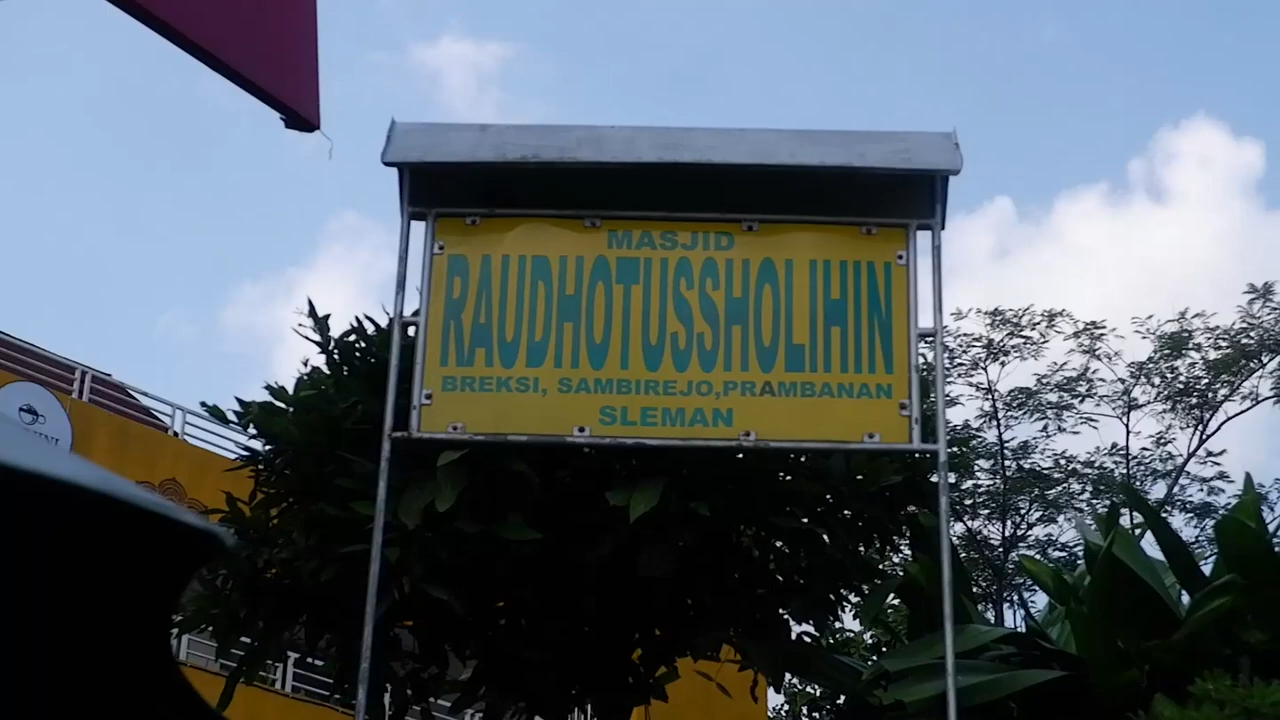 MASJID
RAUDHOTUSSHOLIHIN
BREKSI, SAMBIREJO,PRAMBANAN
SLEMAN